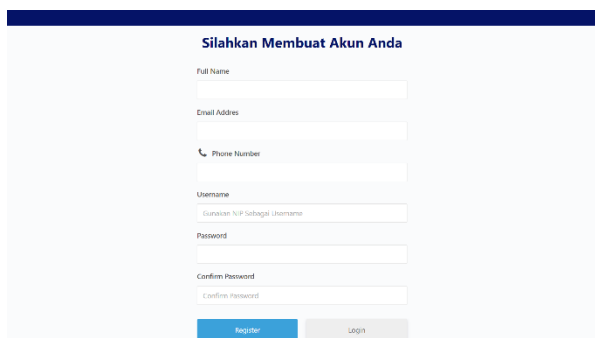 Silahkan Membuat Akun Anda
Full Name
Email Addres
Phone Number
Username
Gunakan NIP Sebagai Username
Password
Confirm Password
Confirm Password
Register Login